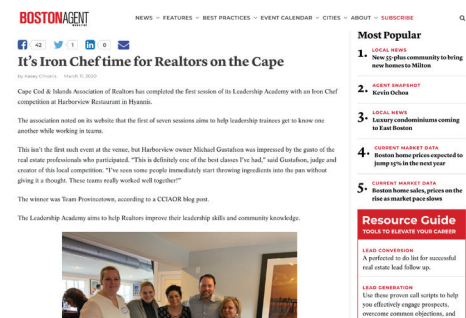 BOSTONAGENT
MAGAZINE
NEWS FEATURES BEST PRACTICES EVENT CALENDAR CITIES ABOUT SUBSCRIBE
42 1 0
It's Iron Chef time for Realtors on the Cape
March 11, 2020
Cape Cod & Islands Association of Realtors has completed the first session of its Leadership Academy with an Iron Chef
competition at Harborview Restaurant in Hyannis.
The association noted on its website that the first of seven sessions aims to help leadership trainees get to know one
another while working in teams.
This isn't the first such event at the venue, but Harborview owner Michael Gustafson was impressed by the gusto of the
real estate professionals who participated. "This is definitely one of the best classes I've had," said Gustafson, judge and
creator of this local competition. "I've seen some people immediately start throwing ingredients into the pan without
giving it a thought. These teams really worked well together!"
The winner was Team Provincetown, according to a CCIAOR blog post.
The Leadership Academy aims to help Realtors improve their leadership skills and community knowledge.
Most Popular
1. LOCAL NEWS
New 55-plus community to bring
new homes to Milton
2. AGENT SNAPSHOT
Kevin Ochoa
3. LOCAL NEWS
Luxury condominiums coming
to East Boston
4. CURRENT MARKET DATA
Boston home prices expected to
jump 15% in the next year
5. CURRENT MARKET DATA
Boston home sales, prices on the
rise as market pace slows
Resource Guide
TOOLS TO ELEVATE YOUR CAREER
LEAD CONVERSION
A perfected to do list for successful
real estate lead follow up.
LEAD GENERATION
Use these proven call scripts to help
you effectively engage prospects,
overcome common objections, and